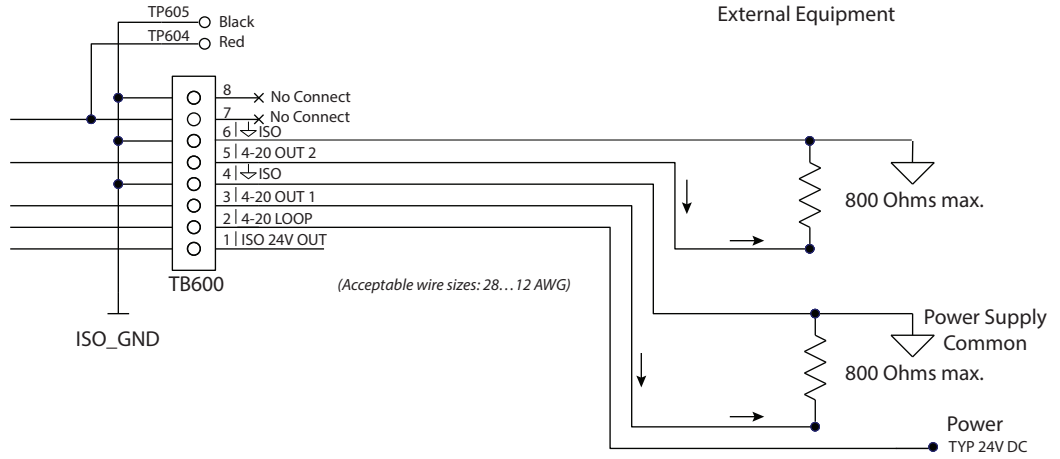 TP605
Black
External Equipment
TP604
Red
8
No Connect
7
No Connect
6 | ISO
5 | 4-20 OUT 2
4 | ISO
3 | 4-20 OUT 1
2 | 4-20 LOOP
1 | ISO 24V OUT
800 Ohms max.
TB600
(Acceptable wire sizes: 28…12 AWG)
ISO_GND
Power Supply
Common
800 Ohms max.
Power
TYP 24V DC